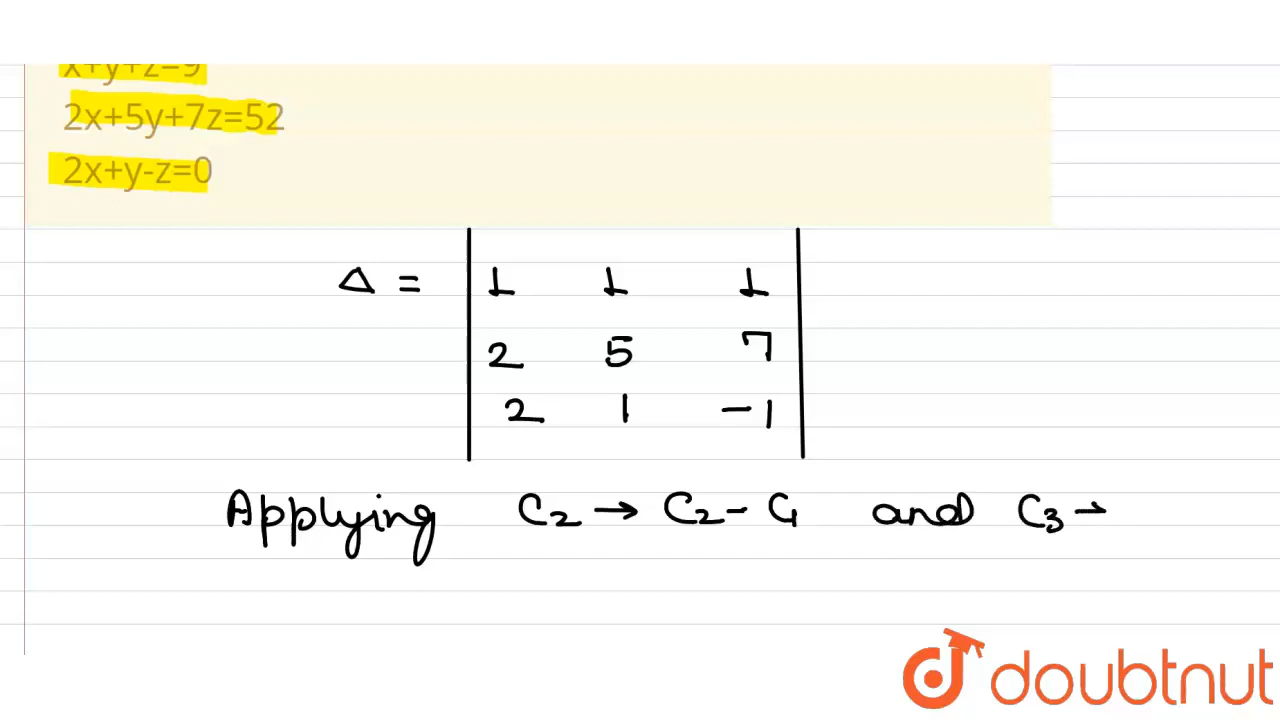 x+y+z=9
2x+5y+7z=52
2x+y-z=0
Δ = | 1 1 1 |
| 2 5 7 |
| 2 1 -1 |
Applying C2 → C2 - C1 and C3 →
doubtnut